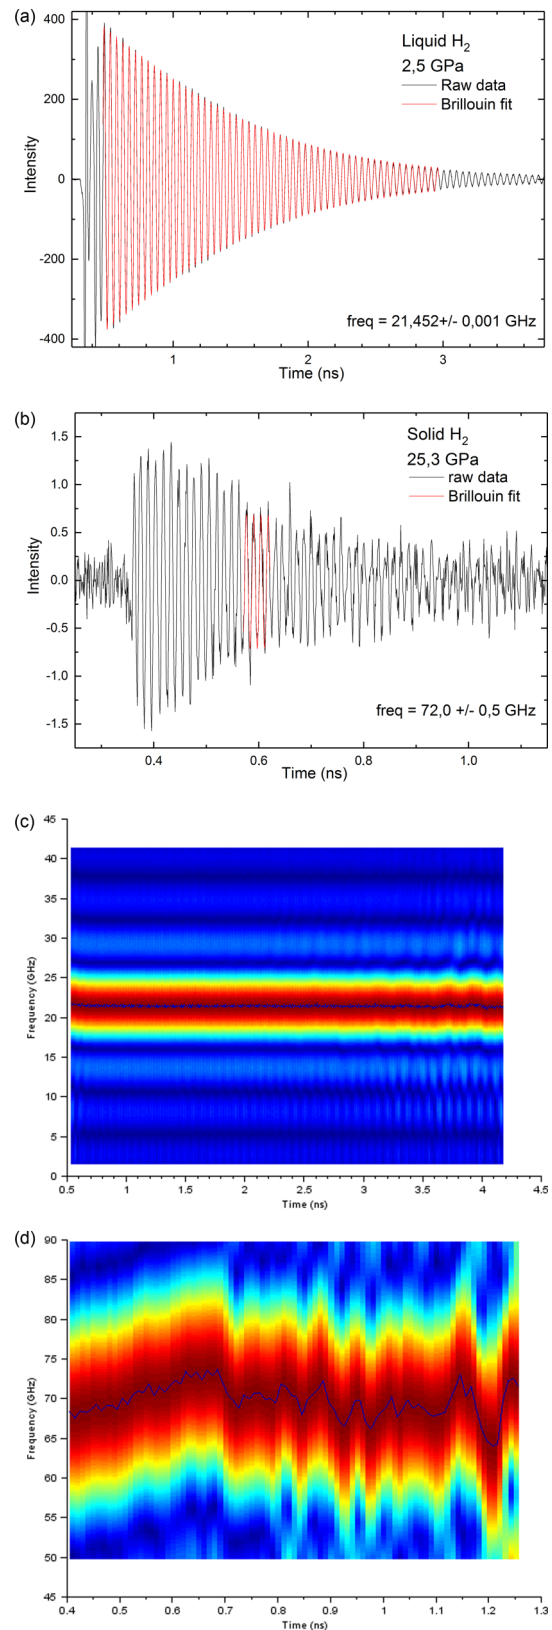 (a)
400
200
0
-200
-400
Intensity
Liquid H₂
2,5 GPa
Raw data
Brillouin fit
freq = 21,452+/- 0,001 GHz
1 2 3
Time (ns)
(b)
1.5
1.0
0.5
0.0
-0.5
-1.0
-1.5
Intensity
Solid H₂
25,3 GPa
raw data
Brillouin fit
freq = 72,0 +/- 0,5 GHz
0.4 0.6 0.8 1.0
Time (ns)
(c)
45
40
35
30
25
20
15
10
5
0
Frequency (GHz)
0.5 1 1.5 2 2.5 3 3.5 4 4.5
Time (ns)
(d)
90
85
80
75
70
65
60
55
50
45
Frequency (GHz)
0.4 0.5 0.6 0.7 0.8 0.9 1 1.1 1.2 1.3
Time (ns)